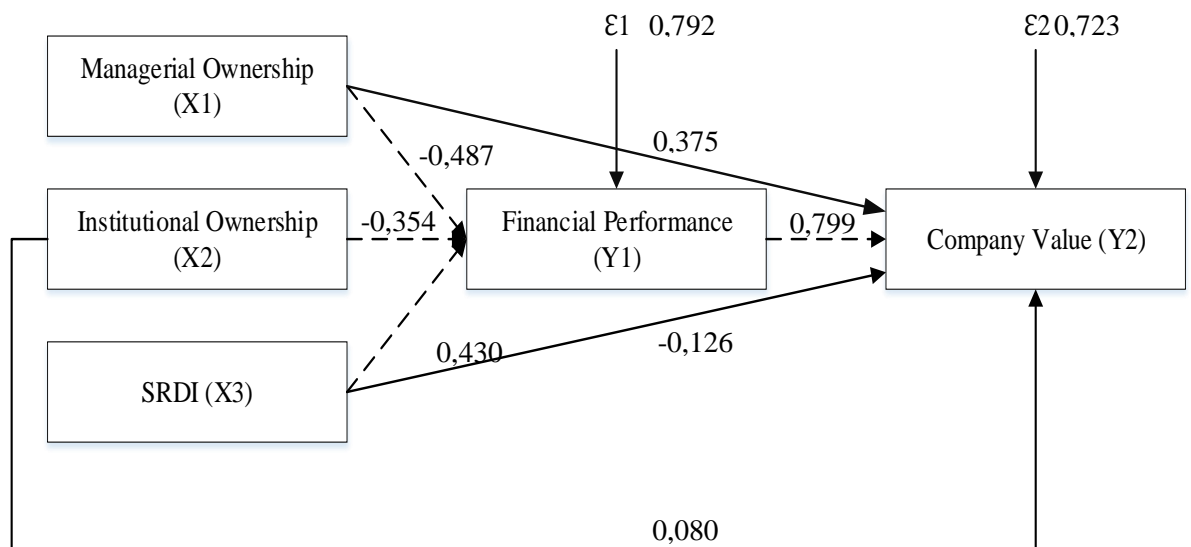 Ɛ1 0,792
Ɛ2 0,723
Managerial Ownership
(X1)
0,375
-0,487
Institutional Ownership
(X2)
-0,354
Financial Performance
(Y1)
0,799
Company Value (Y2)
SRDI (X3)
0,430
-0,126
0,080